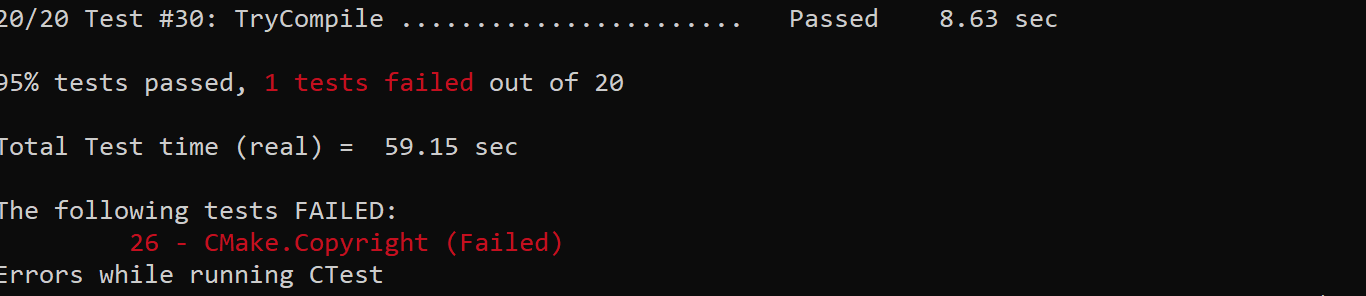 20/20 Test #30: TryCompile ....................... Passed 8.63 sec
95% tests passed, 1 tests failed out of 20
Total Test time (real) = 59.15 sec
The following tests FAILED:
26 - CMake.Copyright (Failed)
Errors while running CTest